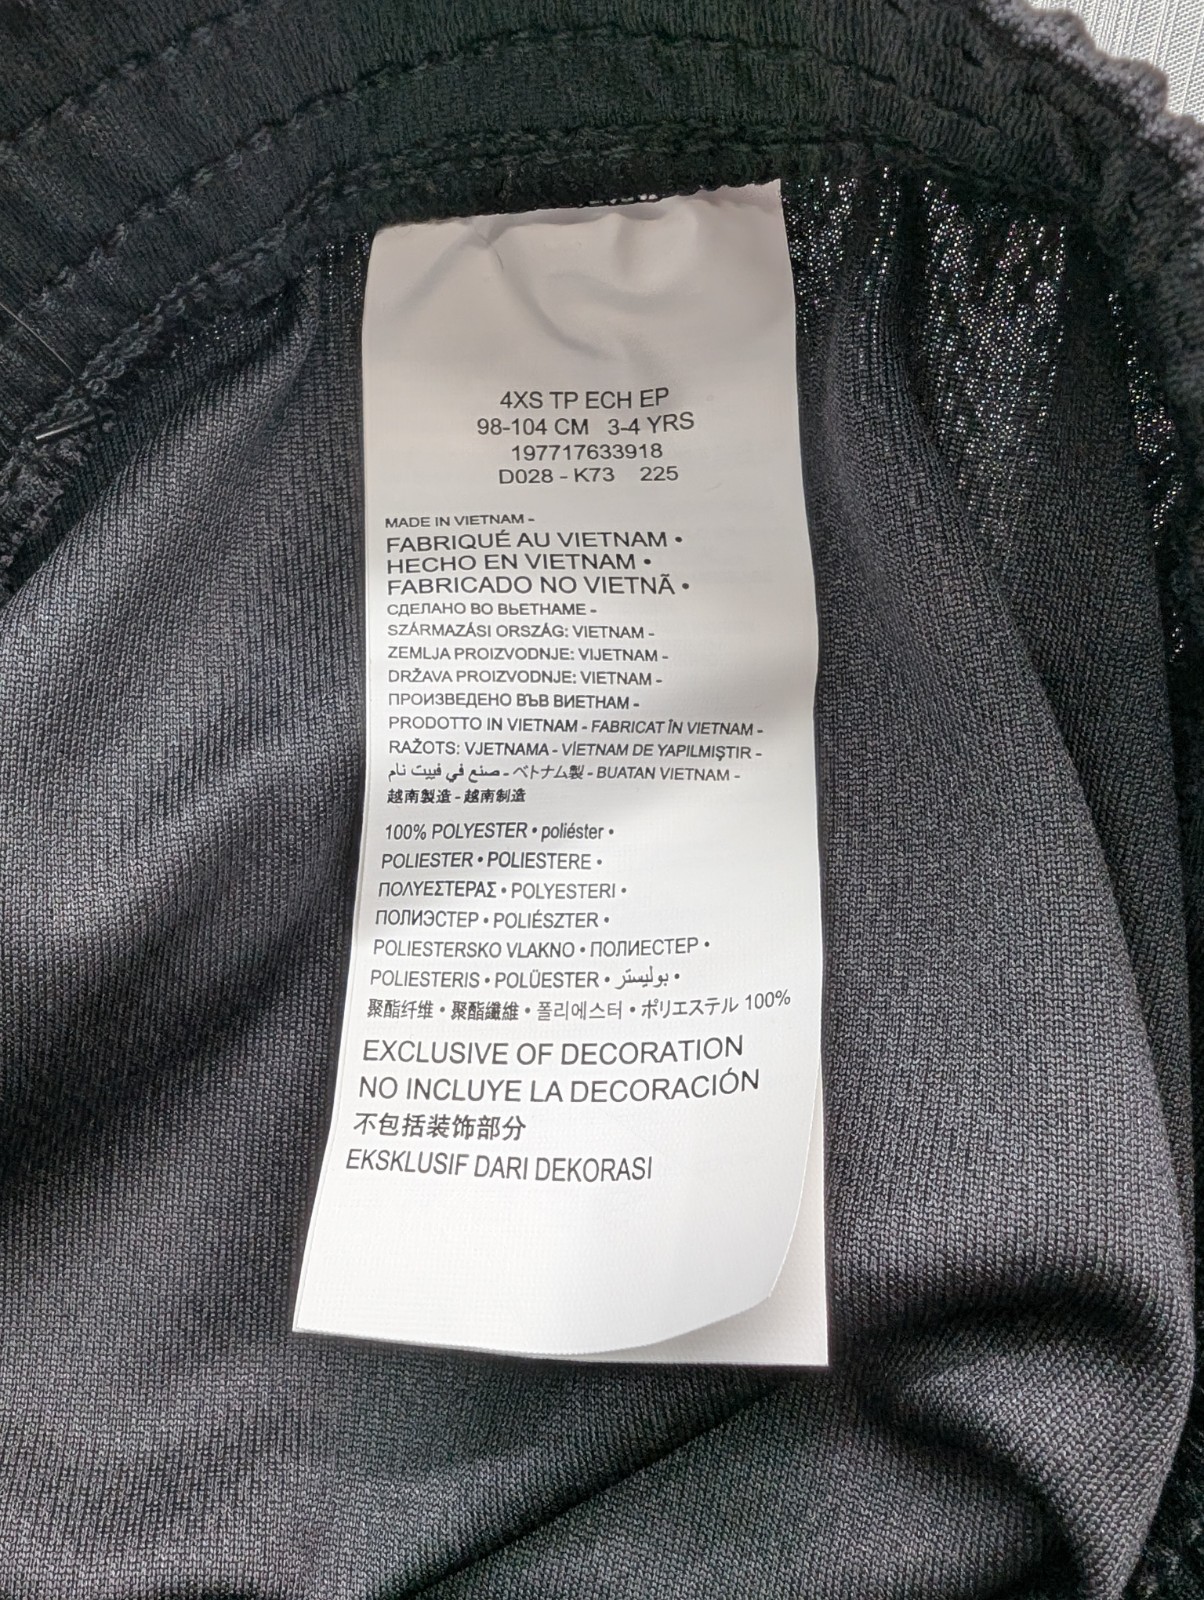 4XS TP ECH EP
98-104 CM 3-4 YRS
197717633918
D028 - K73 225
MADE IN VIETNAM -
FABRIQUÉ AU VIETNAM •
HECHO EN VIETNAM •
FABRICADO NO VIETNÃ •
СДЕЛАНО ВО ВЬЕТНАМЕ -
SZÁRMAZÁSI ORSZÁG: VIETNAM -
ZEMLJA PROIZVODNJE: VIJETNAM -
DRŽAVA PROIZVODNJE: VIETNAM -
ПРОИЗВЕДЕНО ВЪВ ВИЕТНАМ -
PRODOTTO IN VIETNAM - FABRICAT ÎN VIETNAM -
RAŽOTS: VJETNAMA - VİETNAM DE YAPILMIŞTIR -
صنع في فييت نام - ベトナム製 - BUATAN VIETNAM -
越南製造 - 越南制造
100% POLYESTER • poliéster •
POLIESTER • POLIESTERE •
ΠΟΛΥΕΣΤΕΡΑΣ • POLYESTERI •
ПОЛИЭСТЕР • POLIÉSZTER •
POLIESTERSKO VLAKNO • ПОЛИЕСТЕР •
POLIESTERIS • POLÜESTER • بوليستر •
聚酯纤维 • 聚酯纖維 • 폴리에스터 • ポリエステル 100%
EXCLUSIVE OF DECORATION
NO INCLUYE LA DECORACIÓN
不包括装饰部分
EKSKLUSIF DARI DEKORASI